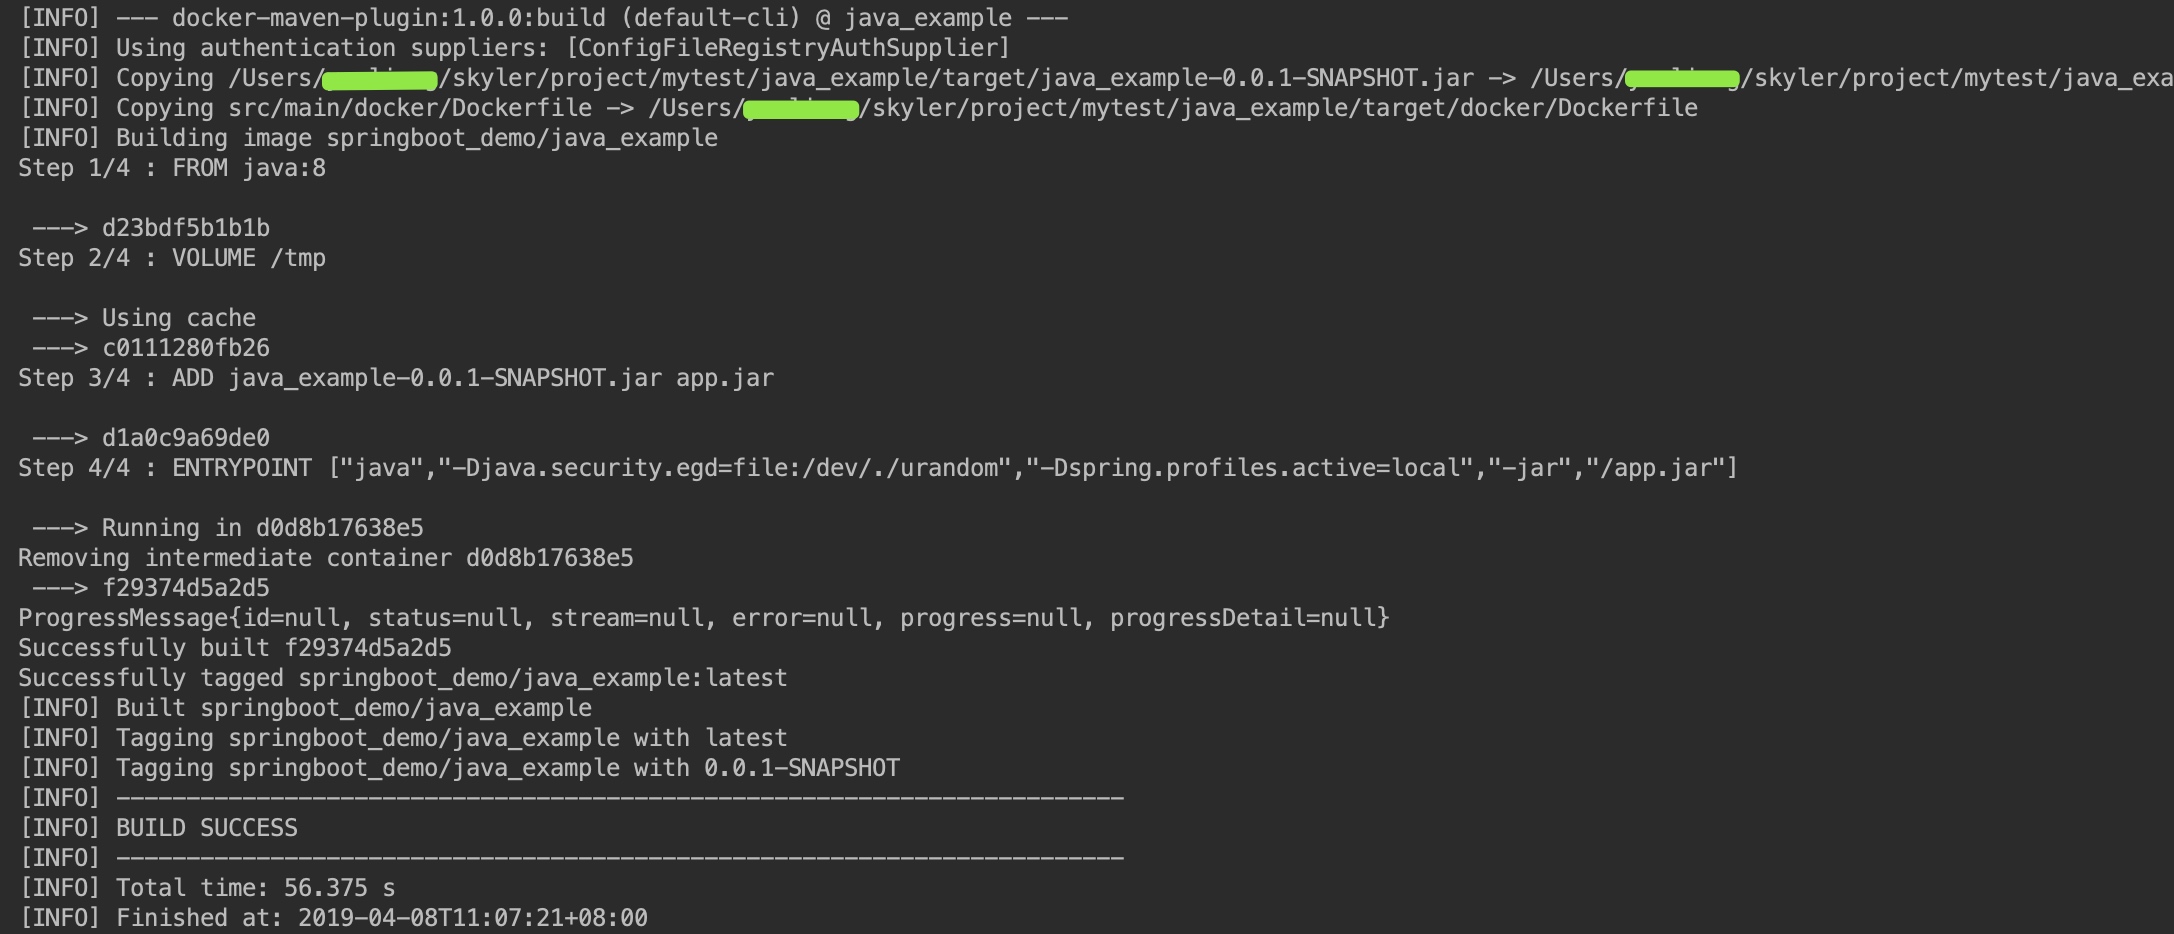 [INFO] --- docker-maven-plugin:1.0.0:build (default-cli) @ java_example ---
[INFO] Using authentication suppliers: [ConfigFileRegistryAuthSupplier]
[INFO] Copying /Users/ /skyler/project/mytest/java_example/target/java_example-0.0.1-SNAPSHOT.jar -> /Users/ /skyler/project/mytest/java_exa
[INFO] Copying src/main/docker/Dockerfile -> /Users/ /skyler/project/mytest/java_example/target/docker/Dockerfile
[INFO] Building image springboot_demo/java_example
Step 1/4 : FROM java:8
---> d23bdf5b1b1b
Step 2/4 : VOLUME /tmp
---> Using cache
---> c0111280fb26
Step 3/4 : ADD java_example-0.0.1-SNAPSHOT.jar app.jar
---> d1a0c9a69de0
Step 4/4 : ENTRYPOINT ["java","-Djava.security.egd=file:/dev/./urandom","-Dspring.profiles.active=local","-jar","/app.jar"]
---> Running in d0d8b17638e5
Removing intermediate container d0d8b17638e5
---> f29374d5a2d5
ProgressMessage{id=null, status=null, stream=null, error=null, progress=null, progressDetail=null}
Successfully built f29374d5a2d5
Successfully tagged springboot_demo/java_example:latest
[INFO] Built springboot_demo/java_example
[INFO] Tagging springboot_demo/java_example with latest
[INFO] Tagging springboot_demo/java_example with 0.0.1-SNAPSHOT
[INFO] ------------------------------------------------------------------------
[INFO] BUILD SUCCESS
[INFO] ------------------------------------------------------------------------
[INFO] Total time: 56.375 s
[INFO] Finished at: 2019-04-08T11:07:21+08:00